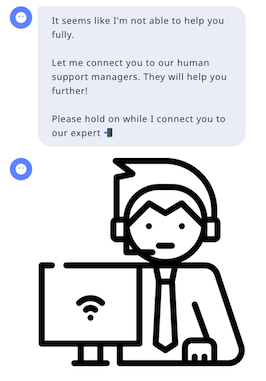 It seems like I'm not able to help you
fully.
Let me connect you to our human
support managers. They will help you
further!
Please hold on while I connect you to
our expert